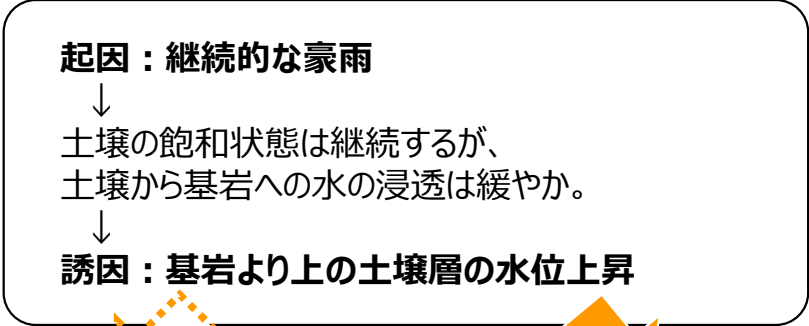 起因：継続的な豪雨
↓
土壌の飽和状態は継続するが、
土壌から基岩への水の浸透は緩やか。
↓
誘因：基岩より上の土壌層の水位上昇